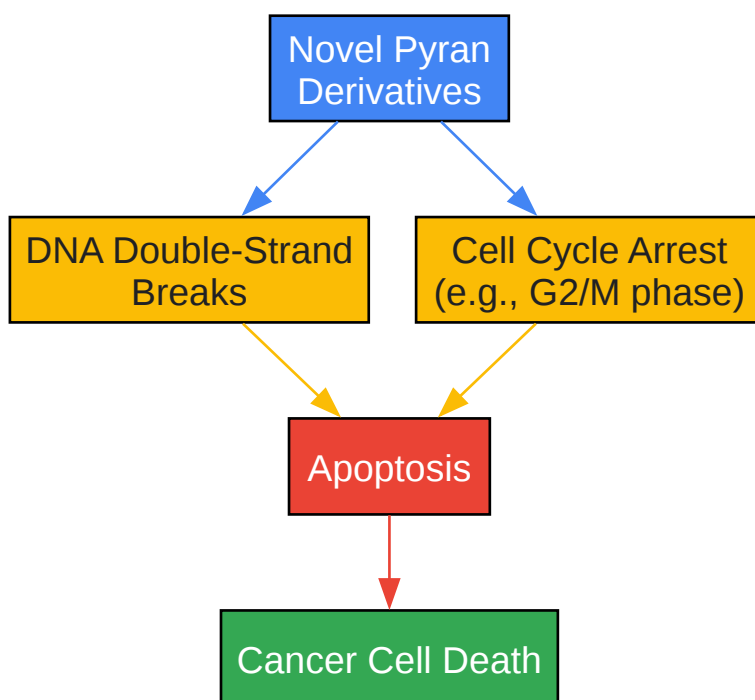 Novel Pyran
Derivatives
DNA Double-Strand
Breaks
Cell Cycle Arrest
(e.g., G2/M phase)
Apoptosis
Cancer Cell Death